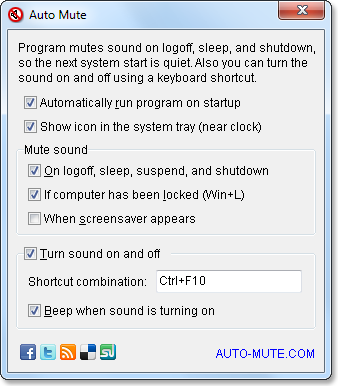 Auto Mute
Program mutes sound on logoff, sleep, and shutdown,
so the next system start is quiet. Also you can turn the
sound on and off using a keyboard shortcut.
Automatically run program on startup
Show icon in the system tray (near clock)
Mute sound
On logoff, sleep, suspend, and shutdown
If computer has been locked (Win+L)
When screensaver appears
Turn sound on and off
Shortcut combination: Ctrl+F10
Beep when sound is turning on
AUTO-MUTE.COM